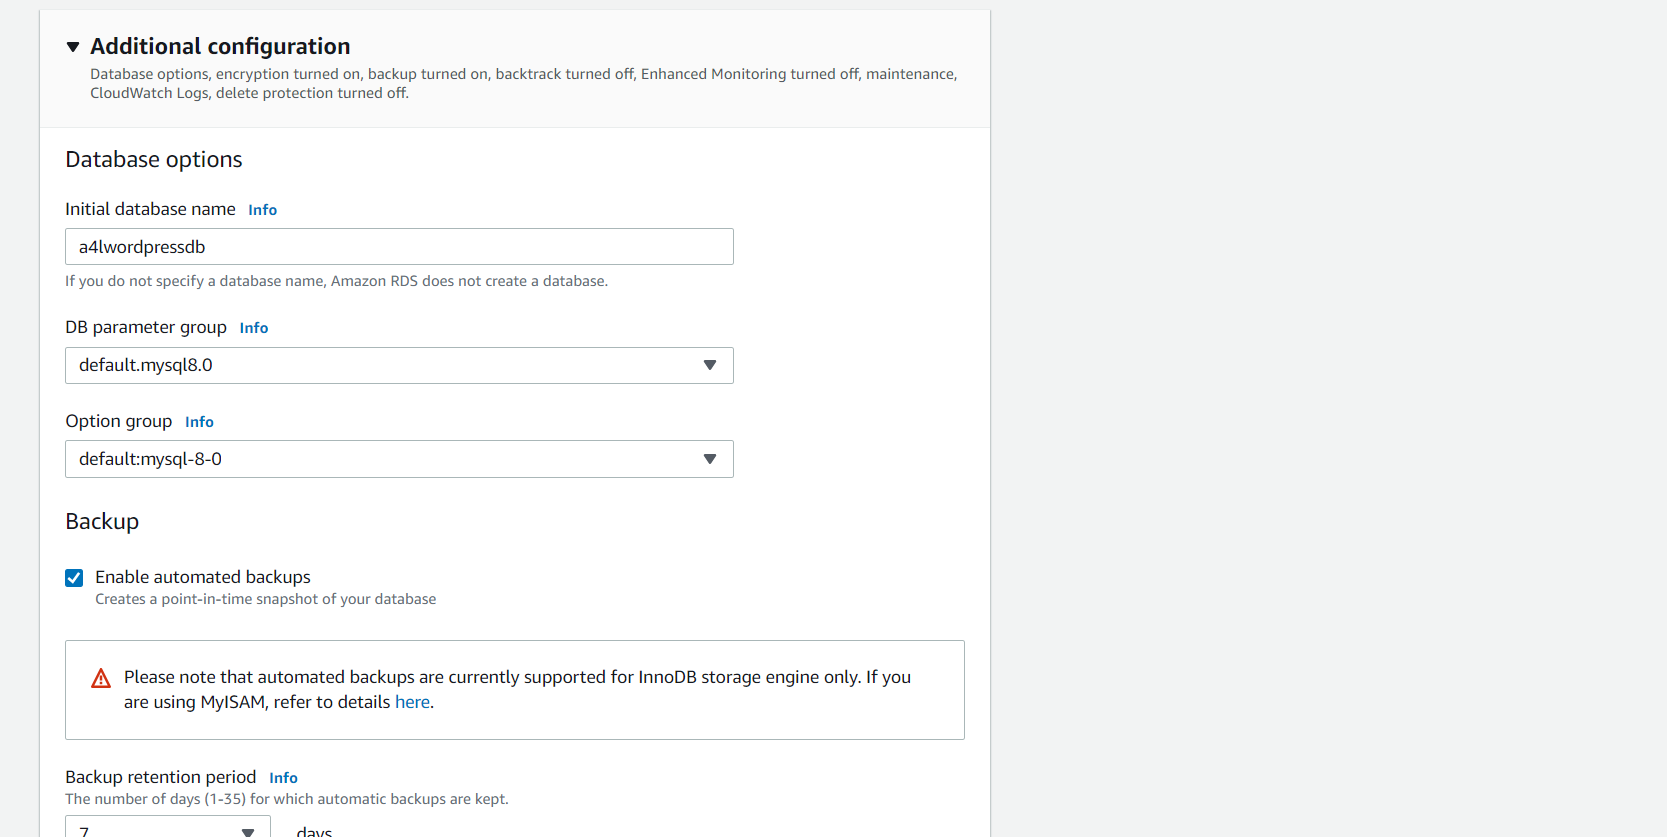 Additional configuration
Database options, encryption turned on, backup turned on, backtrack turned off, Enhanced Monitoring turned off, maintenance,
CloudWatch Logs, delete protection turned off.
Database options
Initial database name Info
a4lwordpressdb
If you do not specify a database name, Amazon RDS does not create a database.
DB parameter group Info
default.mysql8.0
Option group Info
default:mysql-8-0
Backup
Enable automated backups
Creates a point-in-time snapshot of your database
Please note that automated backups are currently supported for InnoDB storage engine only. If you
are using MyISAM, refer to details here.
Backup retention period Info
The number of days (1-35) for which automatic backups are kept.
7 days